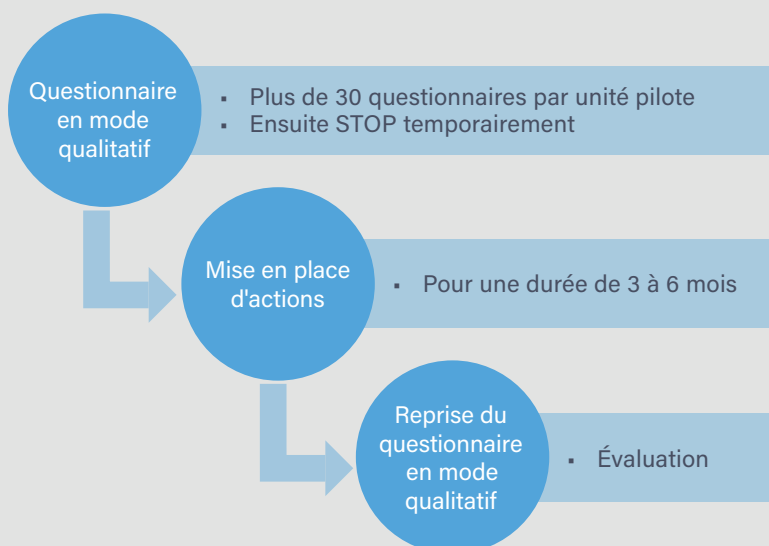 Questionnaire
en mode
qualitatif
▪ Plus de 30 questionnaires par unité pilote
▪ Ensuite STOP temporairement
Mise en place
d'actions
▪ Pour une durée de 3 à 6 mois
Reprise du
questionnaire
en mode
qualitatif
▪ Évaluation